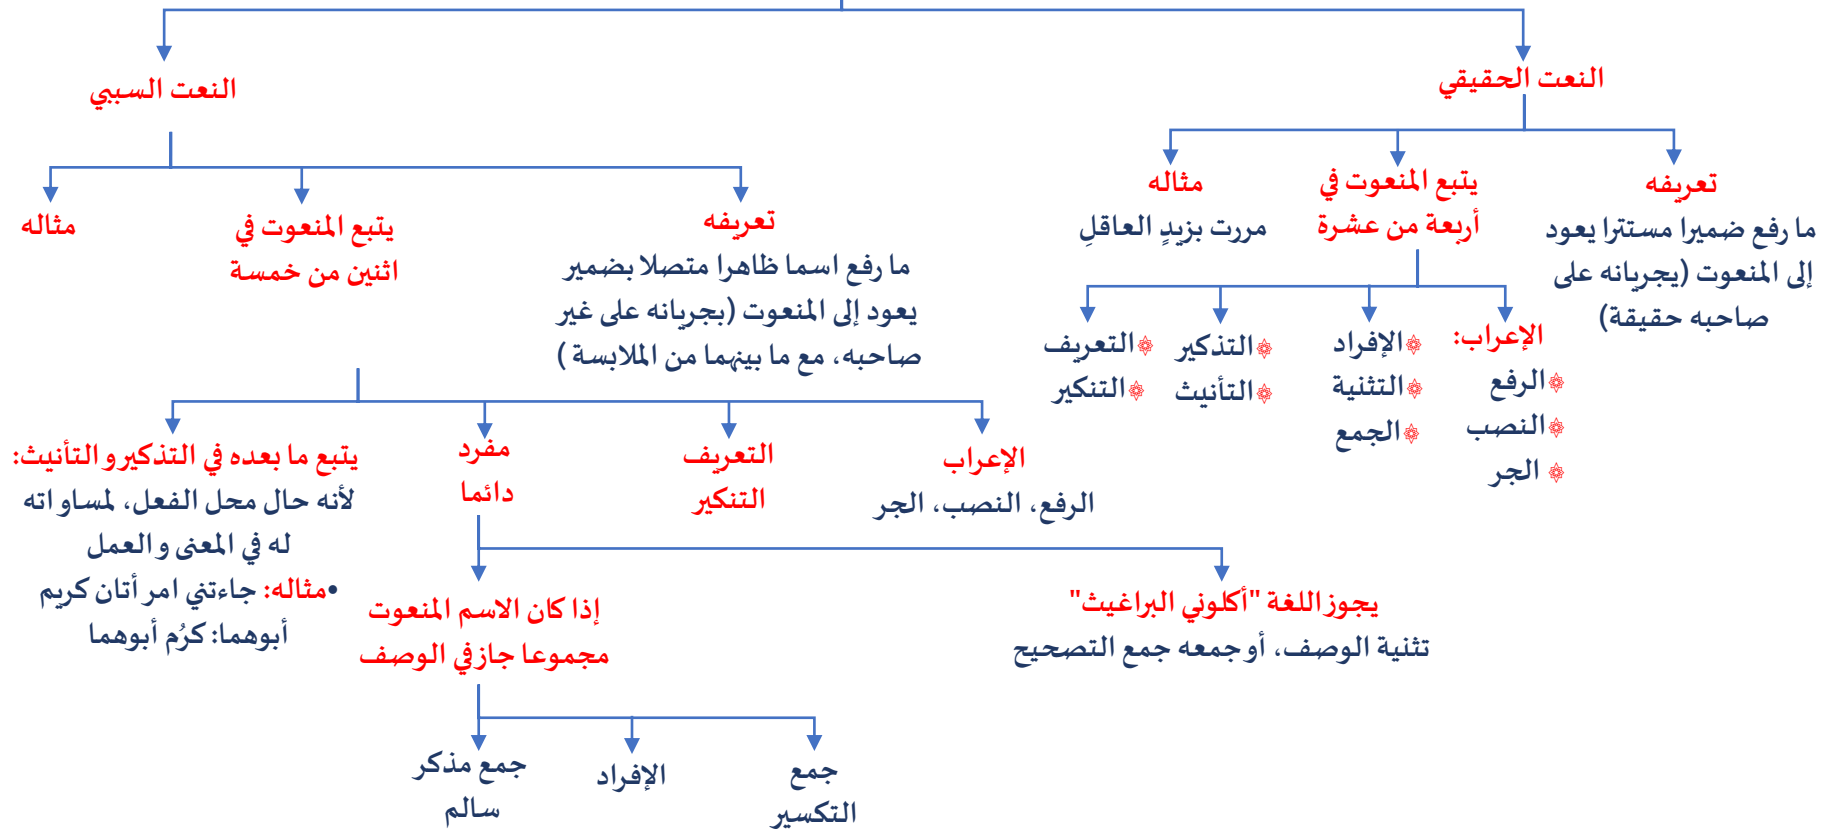 النعت الحقيقي
تعريفه
ما رفع ضميرا مستترا يعود
إلى المنعوت (يجريانه على
صاحبه حقيقة)
يتبع المنعوت في
أربعة من عشرة
الإعراب:
الرفع
النصب
الجر
الإفراد
التثنية
الجمع
التذكير
التأنيث
التعريف
التنكير
مثاله
مررت بزيدٍ العاقلِ
النعت السببي
تعريفه
ما رفع اسما ظاهرا متصلا بضمير
يعود إلى المنعوت (بجريانه على غير
صاحبه، مع ما بينهما من الملابسة)
يتبع المنعوت في
اثنين من خمسة
الإعراب
الرفع، النصب، الجر
التعريف
التنكير
مفرد
دائما
يجوز اللغة "أكلوني البراغيث"
تثنية الوصف، أو جمعه جمع التصحيح
إذا كان الاسم المنعوت
مجموعا جاز في الوصف
جمع
التكسير
الإفراد
جمع مذكر
سالم
يتبع ما بعده في التذكير والتأنيث:
لأنه حال محل الفعل، لمساواته
له في المعنى والعمل
•مثاله: جاءتني امرأتان كريم
أبوهما: كرُم أبوهما
مثاله